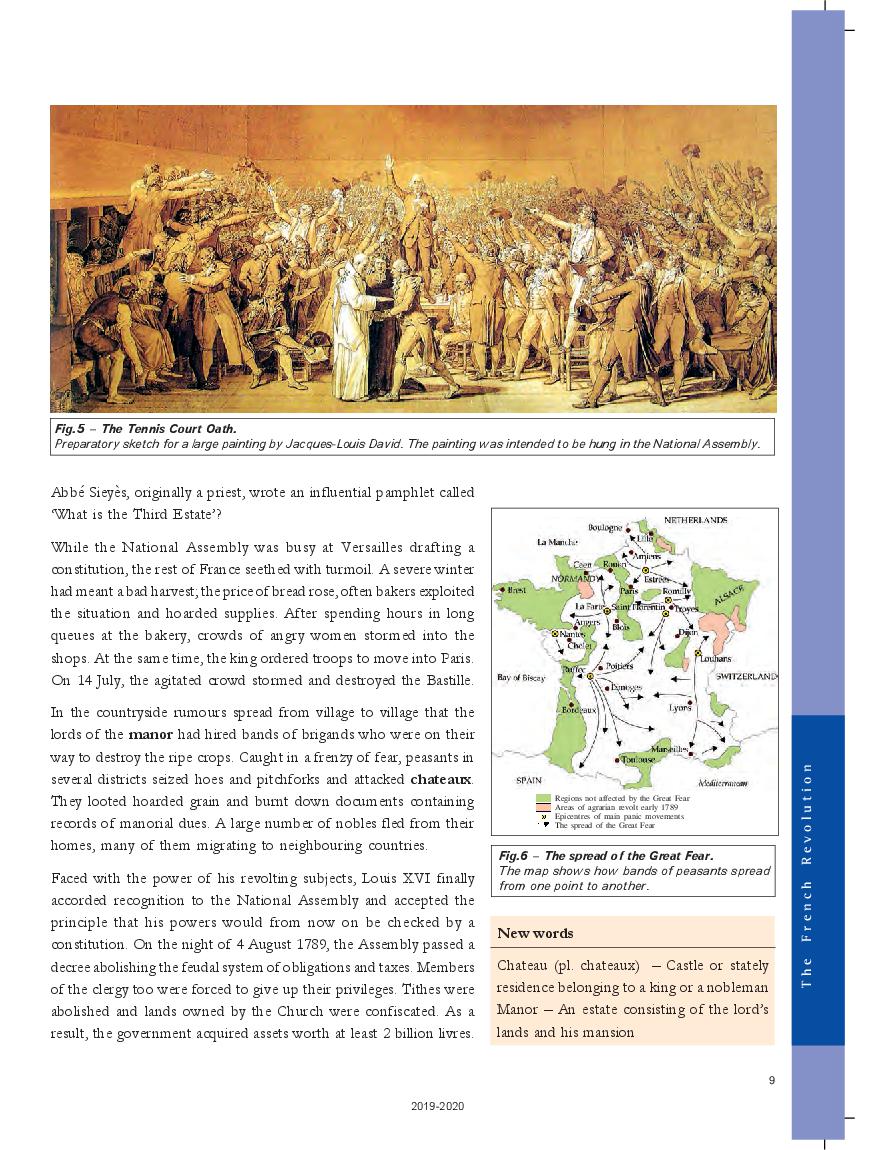 Fig.5 – The Tennis Court Oath.
Preparatory sketch for a large painting by Jacques-Louis David. The painting was intended to be hung in the National Assembly.
Abbé Sieyès, originally a priest, wrote an influential pamphlet called
‘What is the Third Estate’?
While the National Assembly was busy at Versailles drafting a
constitution, the rest of France seethed with turmoil. A severe winter
had meant a bad harvest; the price of bread rose, often bakers exploited
the situation and hoarded supplies. After spending hours in long
queues at the bakery, crowds of angry women stormed into the
shops. At the same time, the king ordered troops to move into Paris.
On 14 July, the agitated crowd stormed and destroyed the Bastille.
In the countryside rumours spread from village to village that the
lords of the manor had hired bands of brigands who were on their
way to destroy the ripe crops. Caught in a frenzy of fear, peasants in
several districts seized hoes and pitchforks and attacked chateaux.
They looted hoarded grain and burnt down documents containing
records of manorial dues. A large number of nobles fled from their
homes, many of them migrating to neighbouring countries.
Faced with the power of his revolting subjects, Louis XVI finally
accorded recognition to the National Assembly and accepted the
principle that his powers would from now on be checked by a
constitution. On the night of 4 August 1789, the Assembly passed a
decree abolishing the feudal system of obligations and taxes. Members
of the clergy too were forced to give up their privileges. Tithes were
abolished and lands owned by the Church were confiscated. As a
result, the government acquired assets worth at least 2 billion livres.
NETHERLANDS
Boulogne
Lille
La Manche
Amiens
Caen Rouen
NORMANDY
Estrées
Brest
Paris
Romilly
ALSACE
La Farte
Saint Florentin
Troyes
Angers
Blois
Nantes
Dijon
Cholet
Louhans
Ruffec
Poitiers
Bay of Biscay
SWITZERLAND
Limoges
Bordeaux
Lyons
Marseilles
Toulouse
SPAIN
Mediterranean
Regions not affected by the Great Fear
Areas of agrarian revolt early 1789
Epicentres of main panic movements
The spread of the Great Fear
Fig.6 – The spread of the Great Fear.
The map shows how bands of peasants spread
from one point to another.
New words
Chateau (pl. chateaux) – Castle or stately
residence belonging to a king or a nobleman
Manor – An estate consisting of the lord’s
lands and his mansion
The French Revolution
9
2019-2020